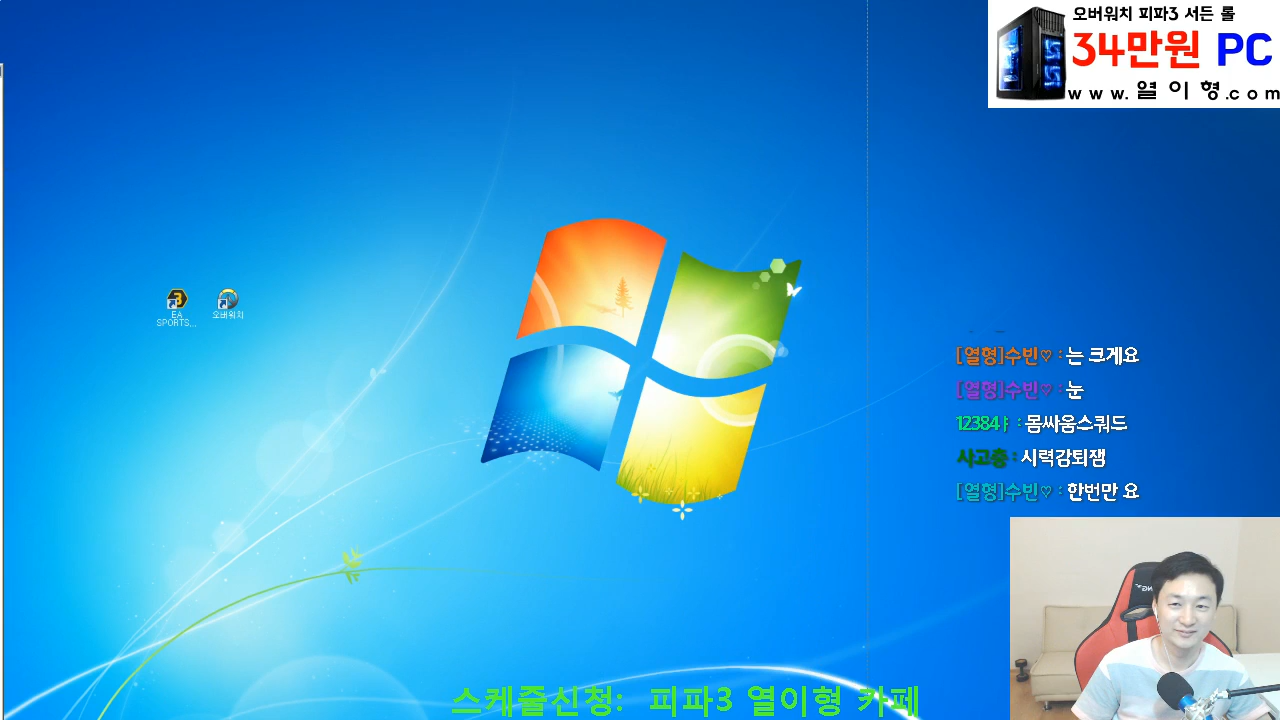 오버워치 피파3 서든 롤
34만원 PC
www.열이형.com
EA
SPORTS...
오버워치
[열형]수빈♡ : 는 크게요
[열형]수빈♡ : 눈
12384ㅑ : 몸싸움스쿼드
사고충 : 시력감퇴잼
[열형]수빈♡ : 한번만 요
스케줄신청: 피파3 열이형 카페